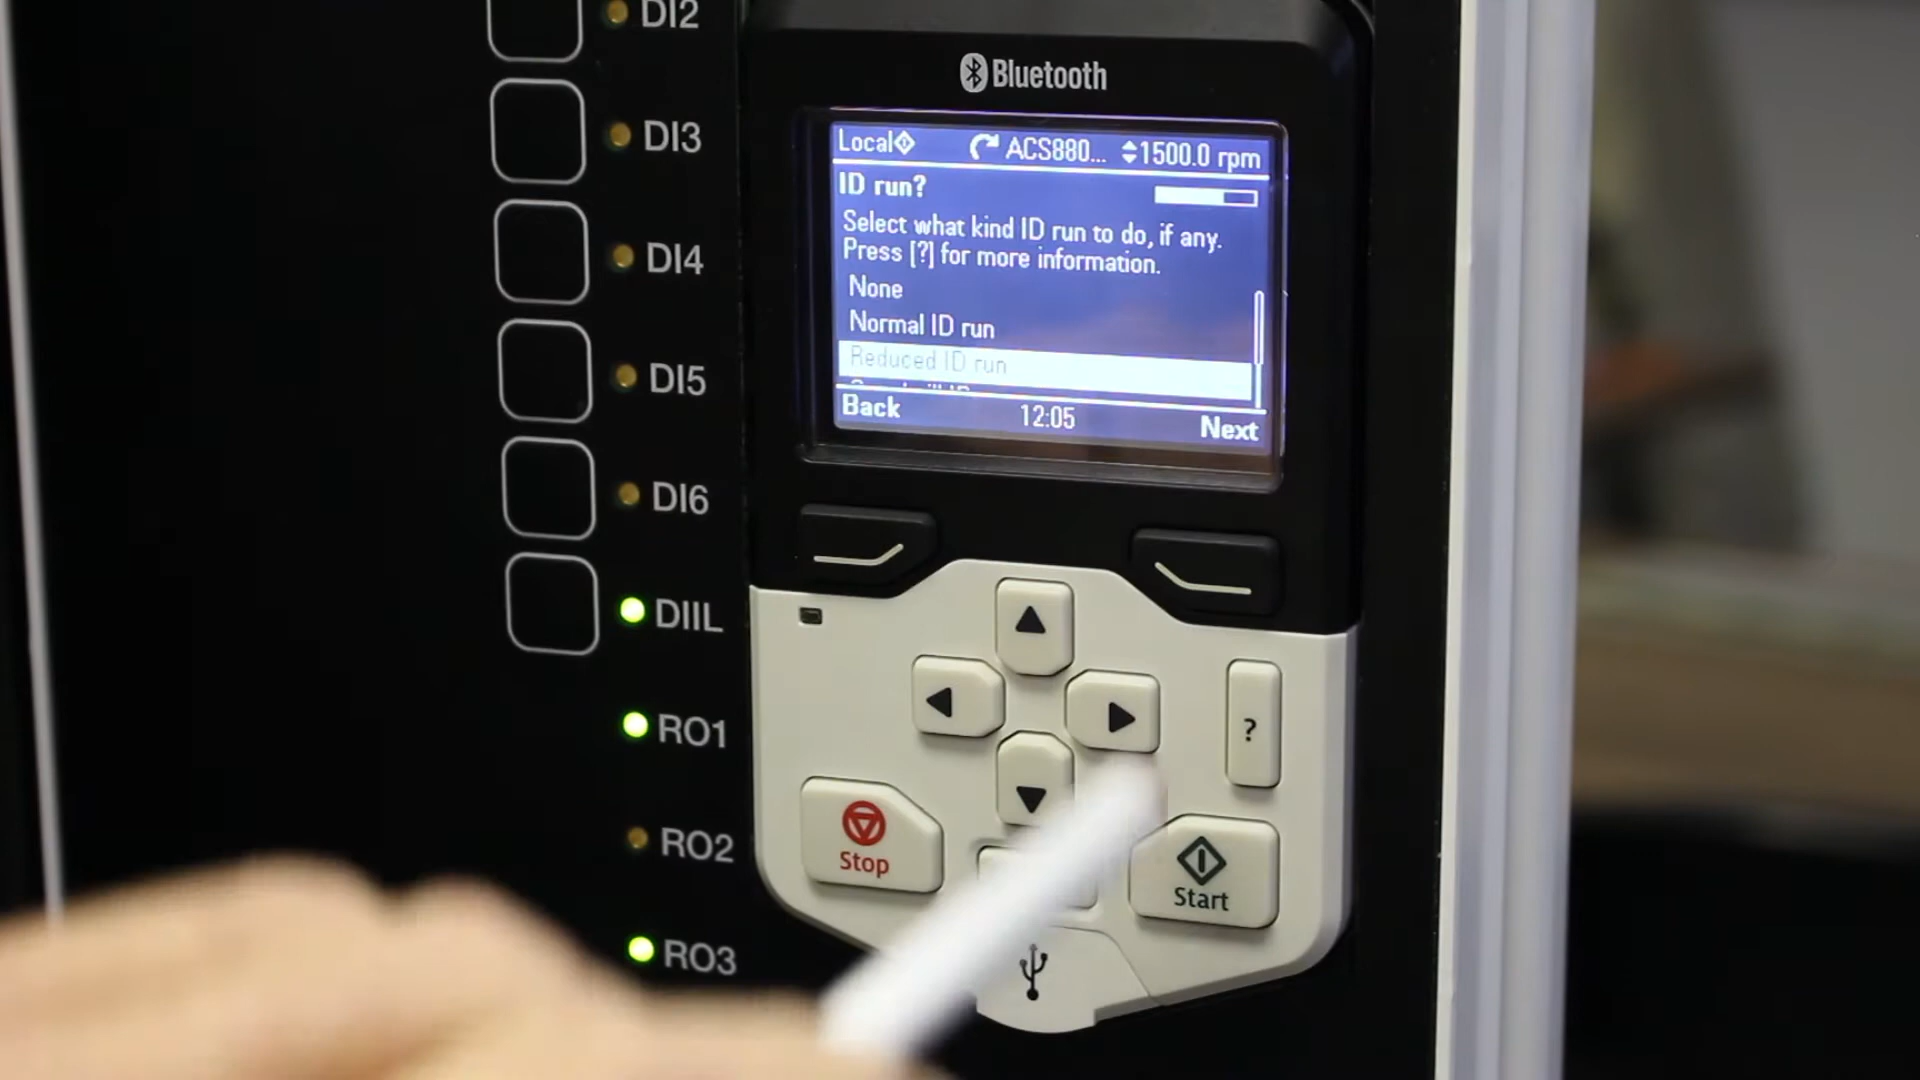 DI2
DI3
DI4
DI5
DI6
DIIL
RO1
RO2
RO3
Bluetooth
Local ACS880... 1500.0 rpm
ID run?
Select what kind ID run to do, if any.
Press [?] for more information.
None
Normal ID run
Reduced ID run
Back 12:05 Next
?
Stop
Start